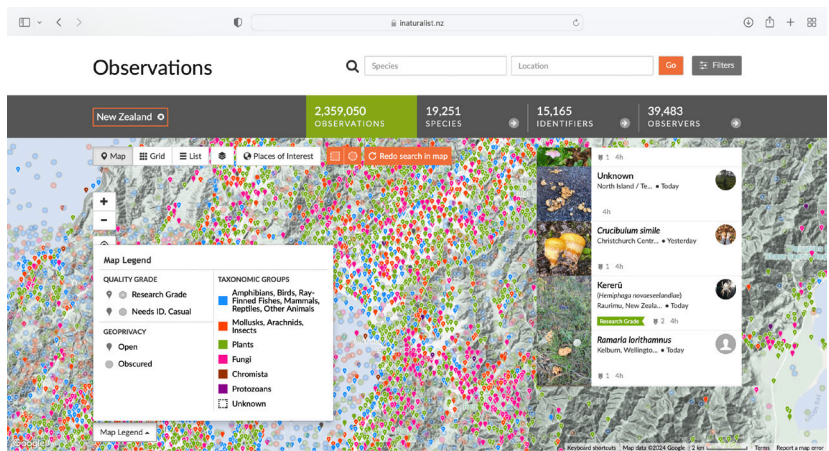 inaturalist.nz
Observations
Species
Location
Go
Filters
New Zealand
2,359,050
OBSERVATIONS
19,251
SPECIES
15,165
IDENTIFIERS
39,483
OBSERVERS
Map
Grid
List
Places of Interest
Redo search in map
+
−
1 4h
Unknown
North Island / Te... • Today
4h
Crucibulum simile
Christchurch Centr... • Yesterday
1 4h
Kererū
(Hemiphaga novaeseelandiae)
Raurimu, New Zeala... • Today
Research Grade 2 4h
Ramaria lorithamnus
Kelburn, Wellingto... • Today
1 4h
Map Legend
QUALITY GRADE
Research Grade
Needs ID, Casual
GEOPRIVACY
Open
Obscured
TAXONOMIC GROUPS
Amphibians, Birds, Ray-
Finned Fishes, Mammals,
Reptiles, Other Animals
Mollusks, Arachnids,
Insects
Plants
Fungi
Chromista
Protozoans
Unknown
Map Legend
Google
Keyboard shortcuts
Map data ©2024 Google
2 km
Terms
Report a map error